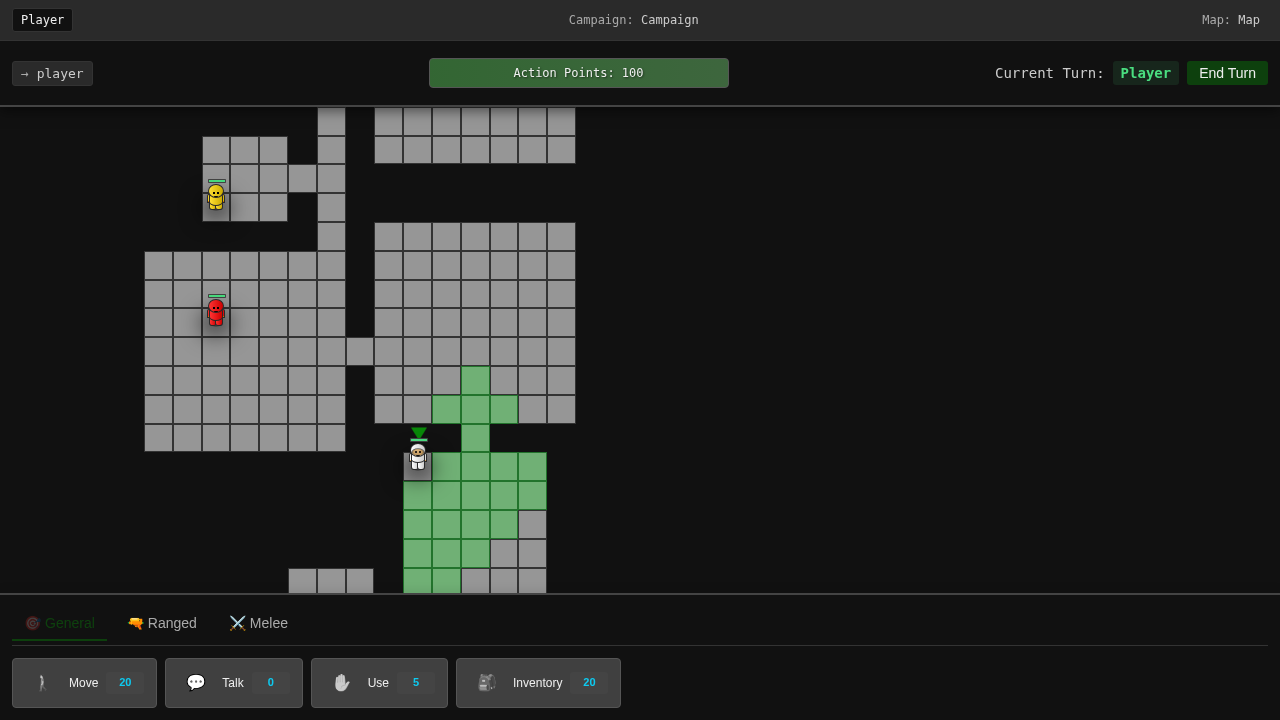 Player
Campaign: Campaign
Map: Map
→ player
Action Points: 100
Current Turn: Player
End Turn
General
Ranged
Melee
Move 20
Talk 0
Use 5
Inventory 20